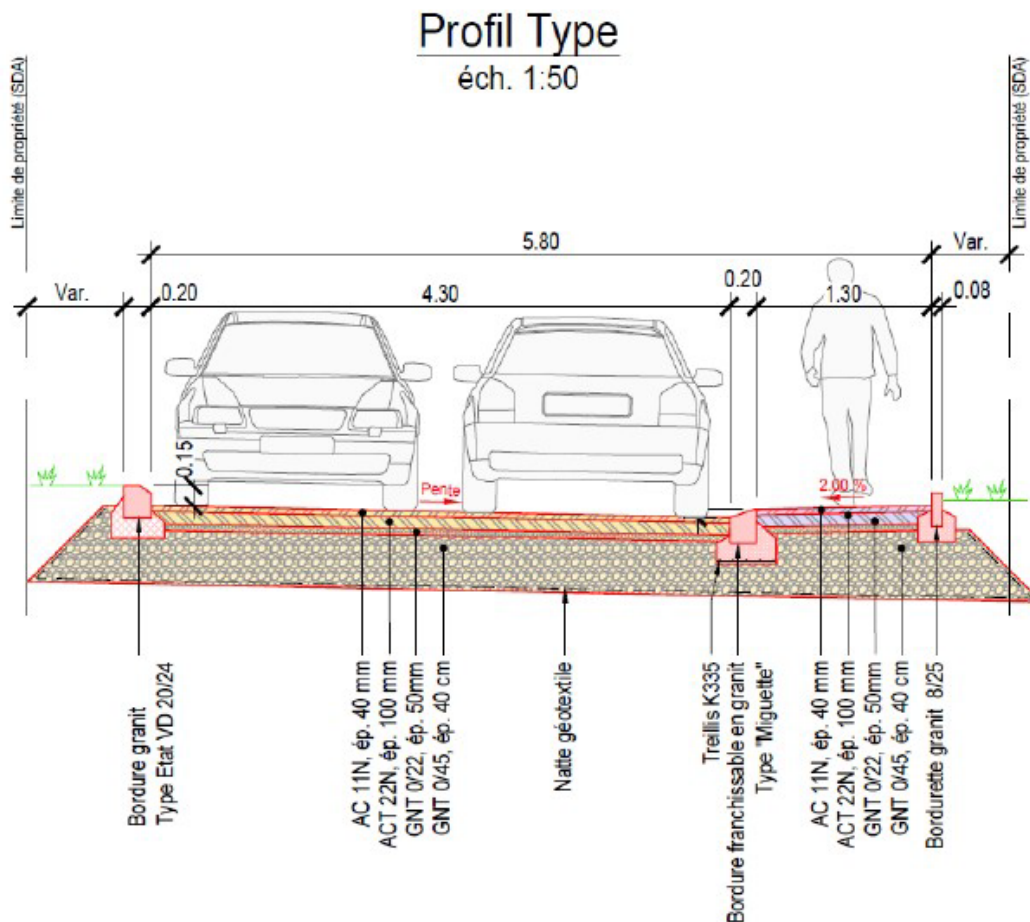 Profil Type
éch. 1:50
Limite de propriété (SDA)
Limite de propriété (SDA)
5.80
Var.
Var.
0.20
4.30
0.20
1.30
0.08
0.15
Pente
2.00 %
Bordure granit
Type Etat VD 20/24
AC 11N, ép. 40 mm
ACT 22N, ép. 100 mm
GNT 0/22, ép. 50mm
GNT 0/45, ép. 40 cm
Natte géotextile
Treillis K335
Bordure franchissable en granit
Type "Miguette"
AC 11N, ép. 40 mm
ACT 22N, ép. 100 mm
GNT 0/22, ép. 50mm
GNT 0/45, ép. 40 cm
Bordurette granit 8/25